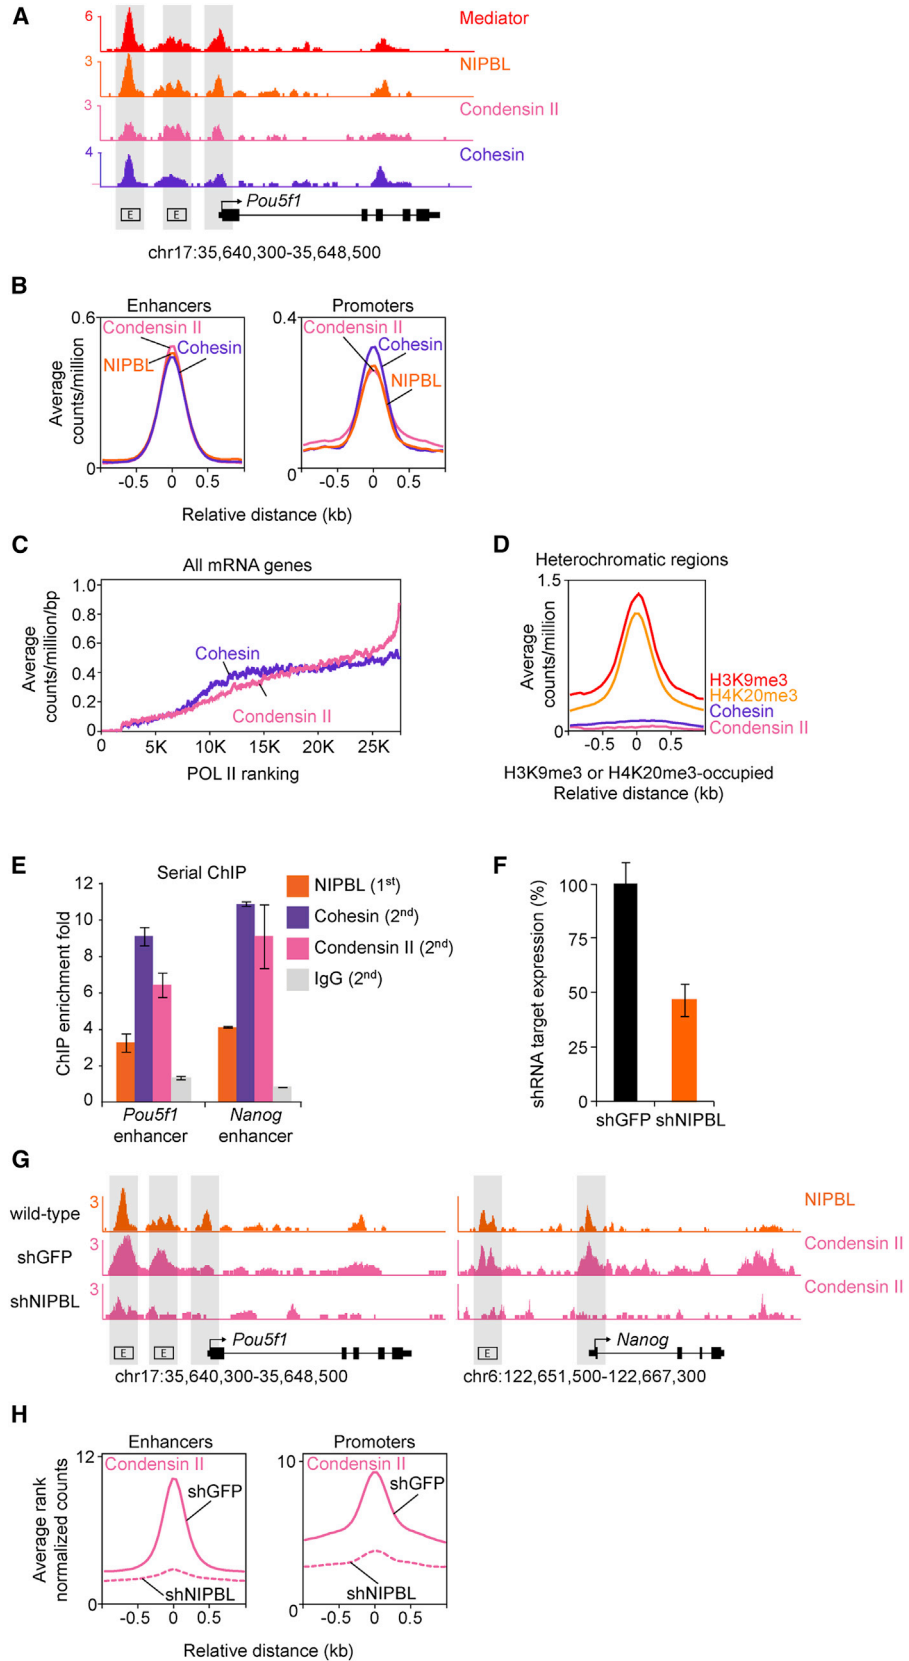 A
6
Mediator
3
NIPBL
3
Condensin II
4
Cohesin
Pou5f1
E
E
chr17:35,640,300-35,648,500
B
Enhancers
Promoters
0.6
Condensin II
Cohesin
NIPBL
0
-0.5 0 0.5
0.4
Condensin II
Cohesin
NIPBL
0
-0.5 0 0.5
Average
counts/million
Relative distance (kb)
C
All mRNA genes
1.0
0.8
0.6
0.4
0.2
0
Average
counts/million/bp
Cohesin
Condensin II
0 5K 10K 15K 20K 25K
POL II ranking
D
Heterochromatic regions
1.5
0
Average
counts/million
H3K9me3
H4K20me3
Cohesin
Condensin II
-0.5 0 0.5
H3K9me3 or H4K20me3-occupied
Relative distance (kb)
E
Serial ChIP
12
10
8
6
4
2
0
ChIP enrichment fold
NIPBL (1st)
Cohesin (2nd)
Condensin II (2nd)
IgG (2nd)
Pou5f1
enhancer
Nanog
enhancer
F
shRNA target expression (%)
100
75
50
25
0
shGFP shNIPBL
G
wild-type
3
3
NIPBL
shGFP
3
Condensin II
shNIPBL
Condensin II
Pou5f1
Nanog
E
E
E
chr17:35,640,300-35,648,500
chr6:122,651,500-122,667,300
H
Enhancers
Promoters
12
Condensin II
shGFP
shNIPBL
0
-0.5 0 0.5
10
Condensin II
shGFP
shNIPBL
0
-0.5 0 0.5
Average rank
normalized counts
Relative distance (kb)